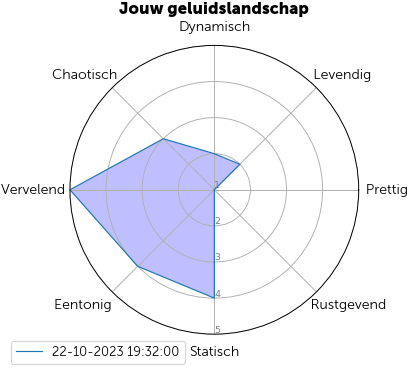 Jouw geluidslandschap
Dynamisch
Chaotisch
Levendig
Vervelend
1
Prettig
2
3
Eentonig
4
Rustgevend
5
22-10-2023 19:32:00
Statisch